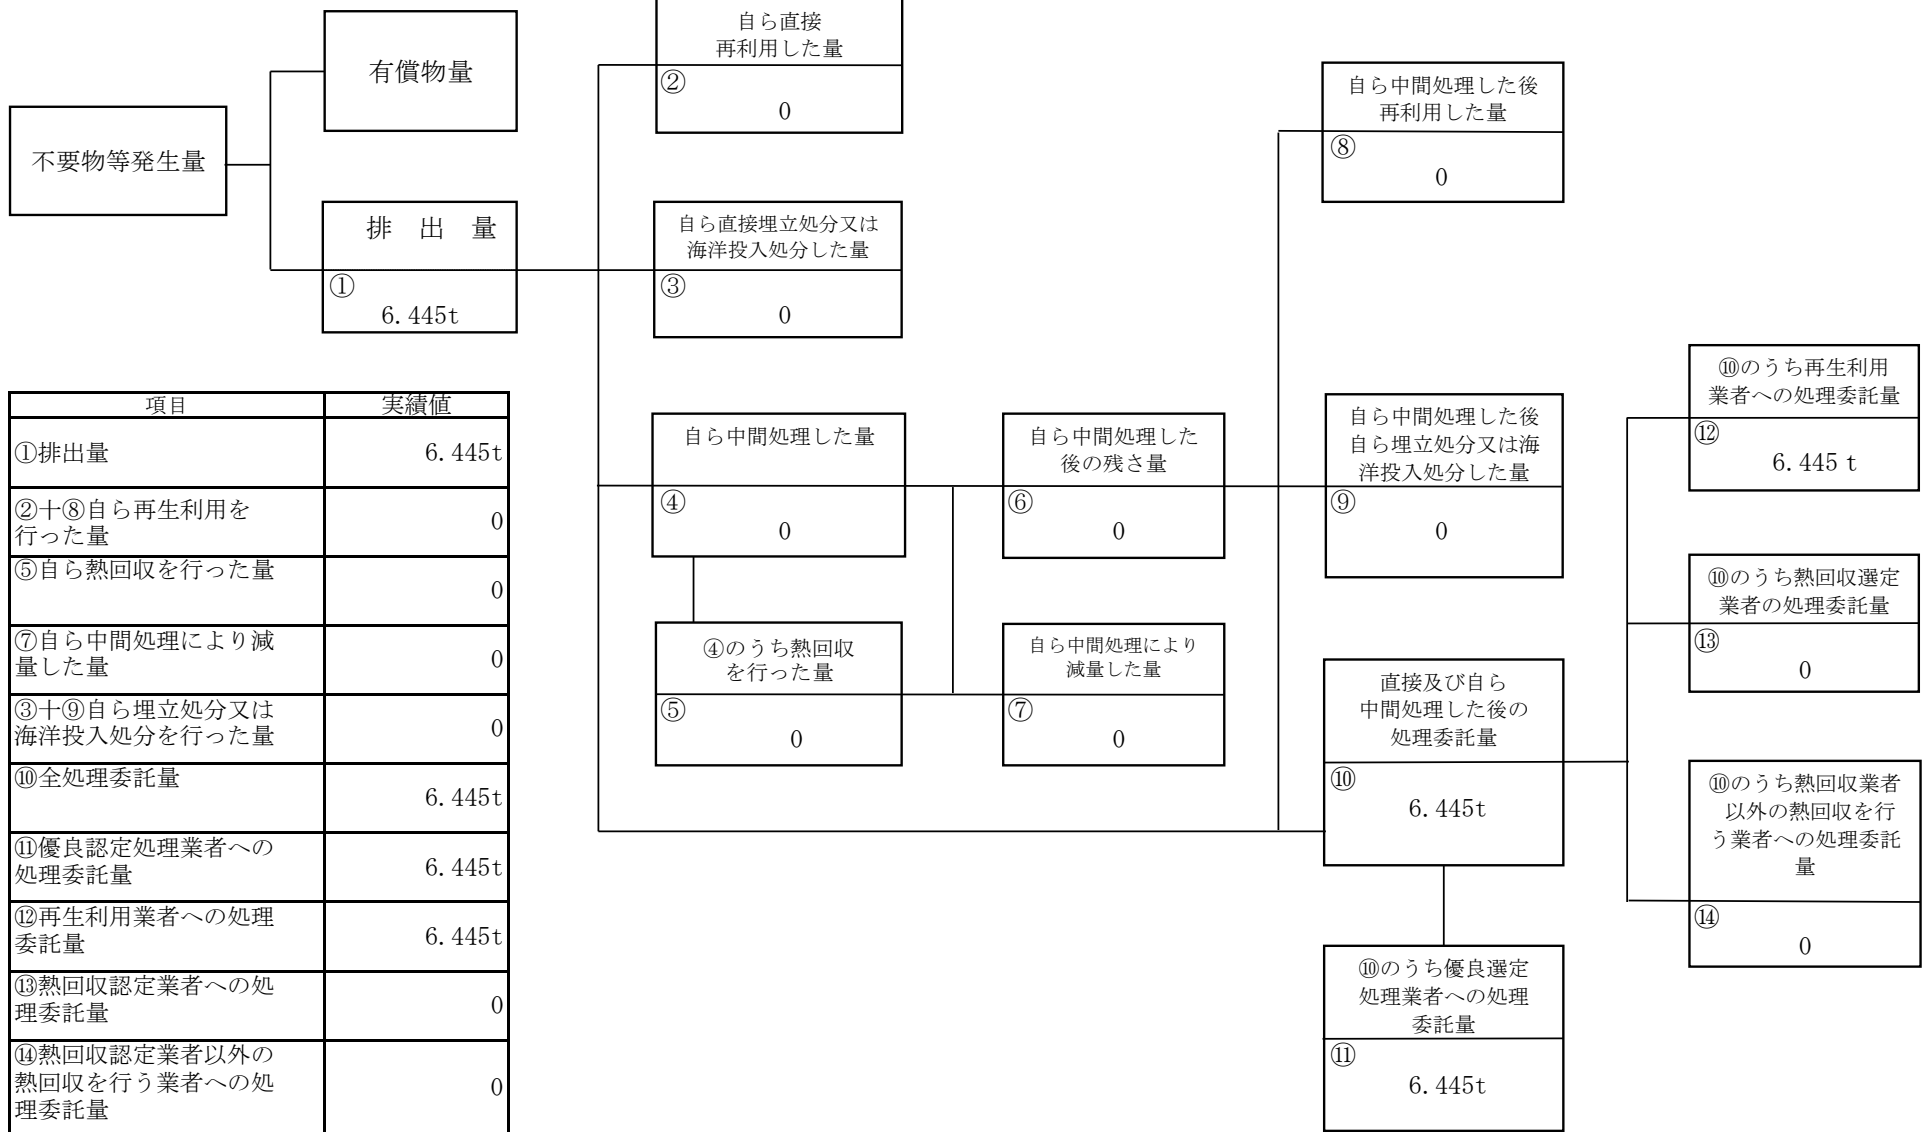 自ら直接
再利用した量
②
0
有償物量
不要物等発生量
排 出 量
①
6.445t
自ら直接埋立処分又は
海洋投入処分した量
③
0
自ら中間処理した後
再利用した量
⑧
0
項目 実績値
①排出量 6.445t
②十⑧自ら再生利用を
行った量
0
⑤自ら熱回収を行った量
0
⑦自ら中間処理により減
量した量
0
③十⑨自ら埋立処分又は
海洋投入処分を行った量
0
⑩全処理委託量
6.445t
⑪優良認定処理業者への
処理委託量
6.445t
⑫再生利用業者への処理
委託量
6.445t
⑬熱回収認定業者への処
理委託量
0
⑭熱回収認定業者以外の
熱回収を行う業者への処
理委託量
0
自ら中間処理した量
④
0
④のうち熱回収
を行った量
⑤
0
自ら中間処理した
後の残さ量
⑥
0
自ら中間処理により
減量した量
⑦
0
自ら中間処理した後
自ら埋立処分又は海
洋投入処分した量
⑨
0
直接及び自ら
中間処理した後の
処理委託量
⑩
6.445t
⑩のうち優良選定
処理業者への処理
委託量
⑪
6.445t
⑩のうち再生利用
業者への処理委託量
⑫
6.445 t
⑩のうち熱回収選定
業者の処理委託量
⑬
0
⑩のうち熱回収業者
以外の熱回収を行
う業者への処理委託
量
⑭
0